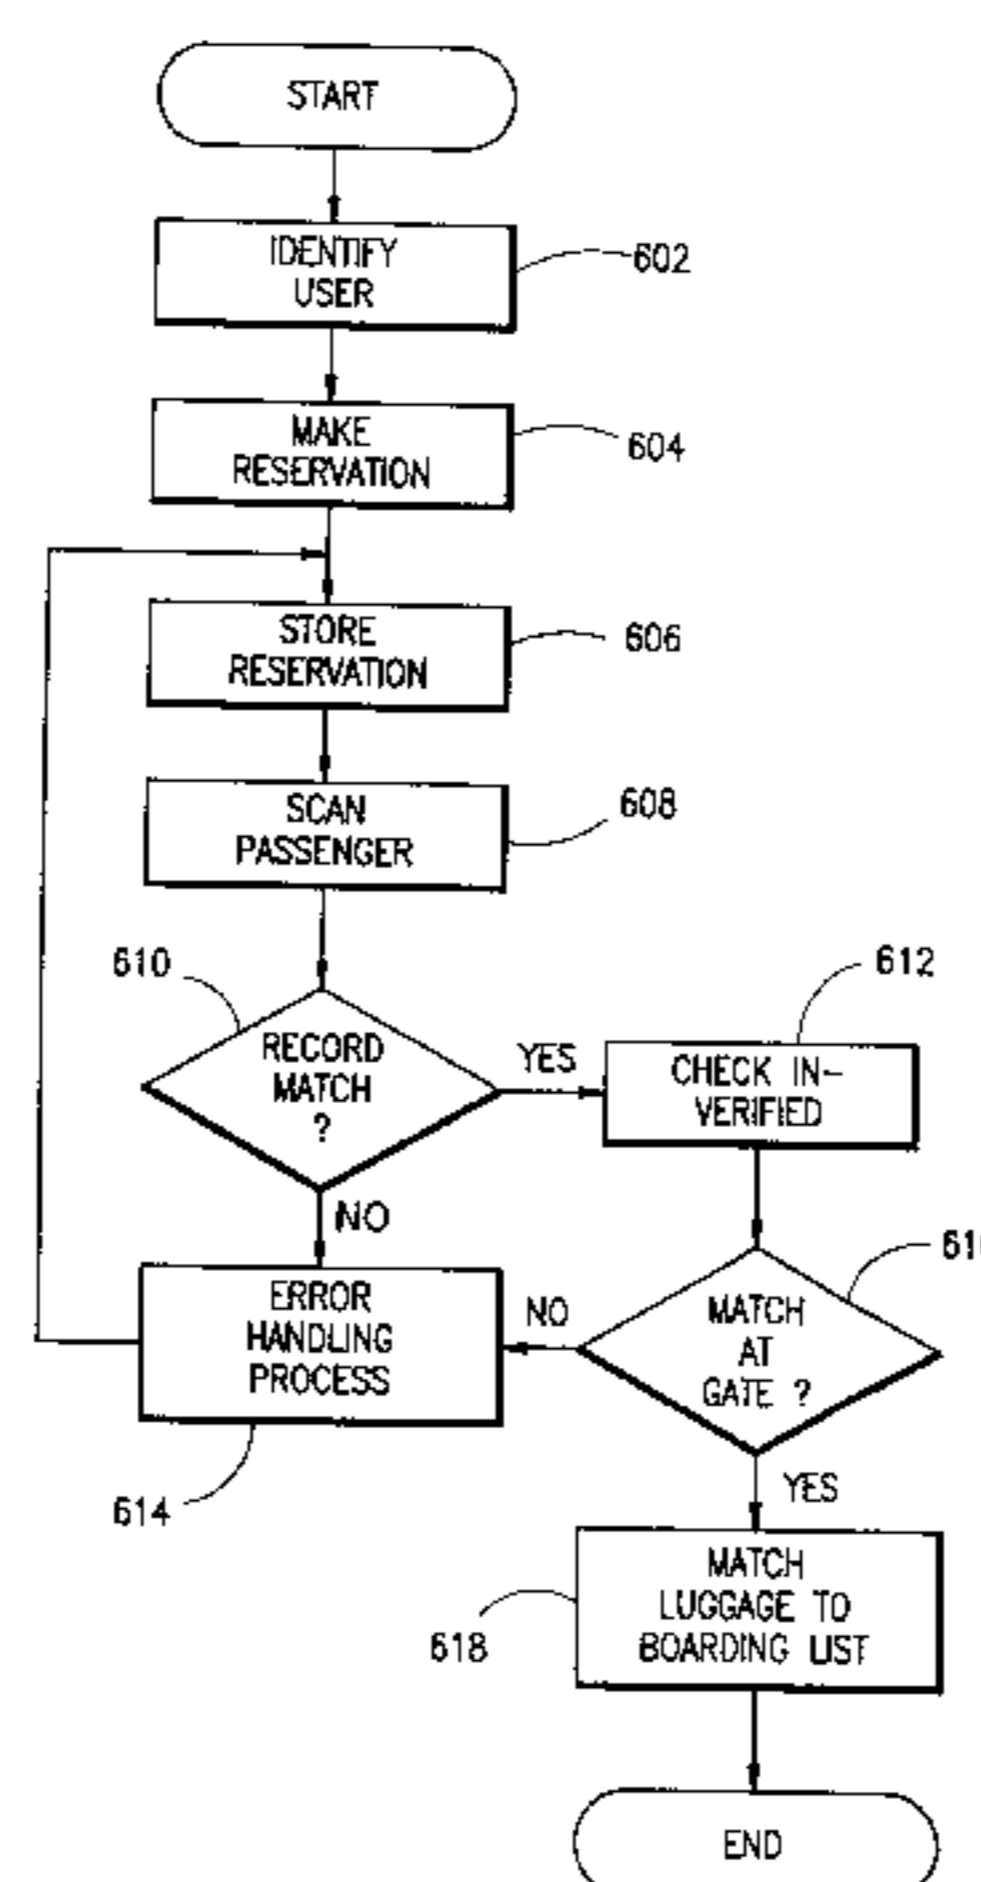 START
IDENTIFY
USER
602
MAKE
RESERVATION
604
STORE
RESERVATION
606
SCAN
PASSENGER
608
610
RECORD
MATCH
?
YES
612
CHECK IN-
VERIFIED
NO
ERROR
HANDLING
PROCESS
614
NO
MATCH
AT
GATE ?
YES
MATCH
LUGGAGE TO
BOARDING LIST
618
END